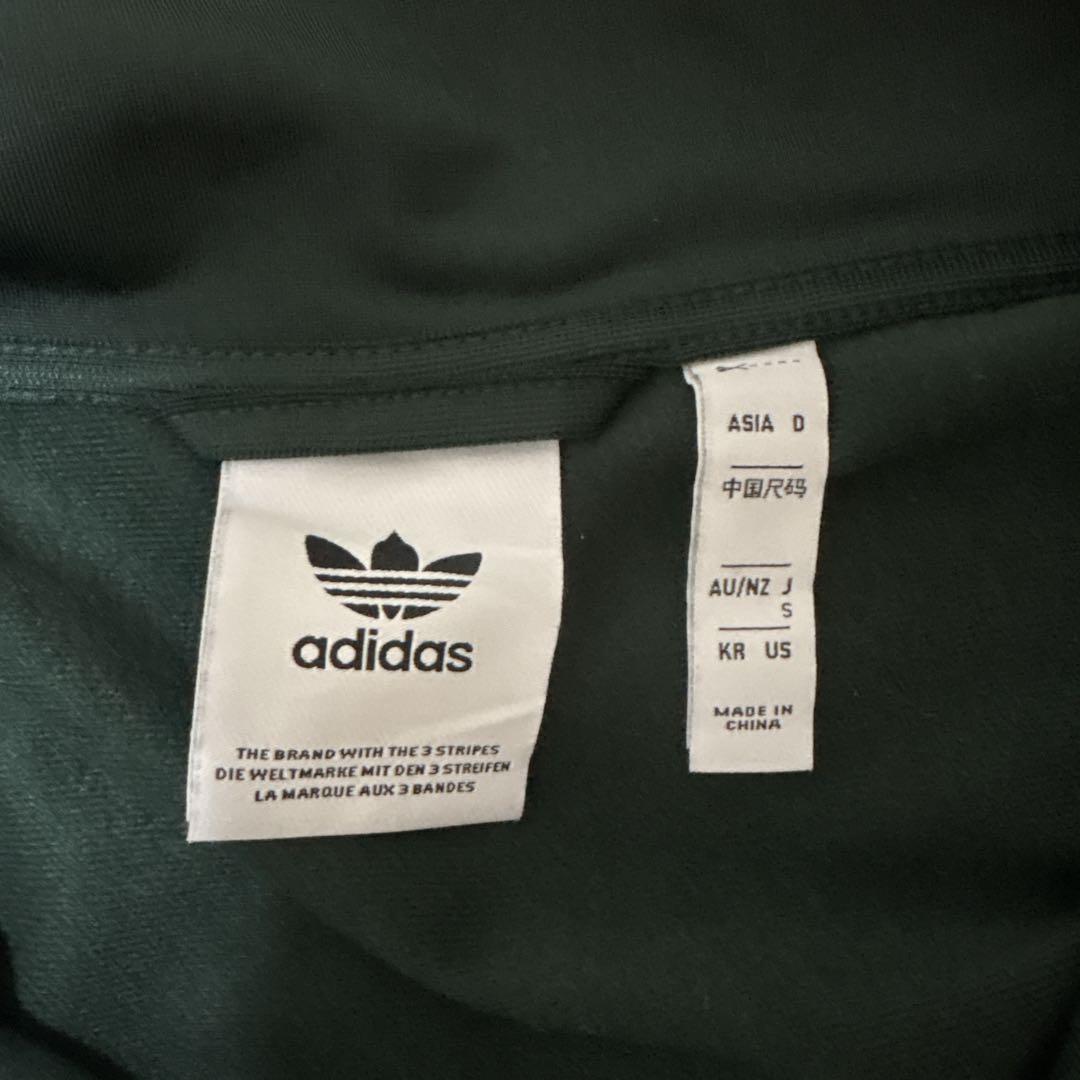 adidas
THE BRAND WITH THE 3 STRIPES
DIE WELTMARKE MIT DEN 3 STREIFEN
LA MARQUE AUX 3 BANDES
ASIA D
中国尺码
AU/NZ J
S
KR US
MADE IN
CHINA